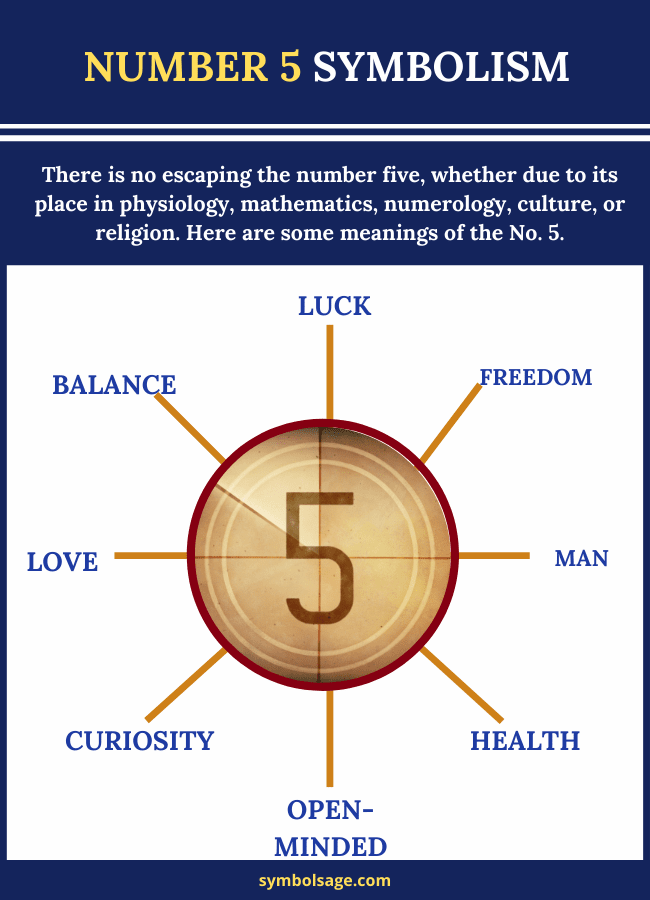 NUMBER 5 SYMBOLISM
There is no escaping the number five, whether due to its
place in physiology, mathematics, numerology, culture, or
religion. Here are some meanings of the No. 5.
LUCK
BALANCE
FREEDOM
5
LOVE
MAN
CURIOSITY
HEALTH
OPEN-
MINDED
symbolsage.com